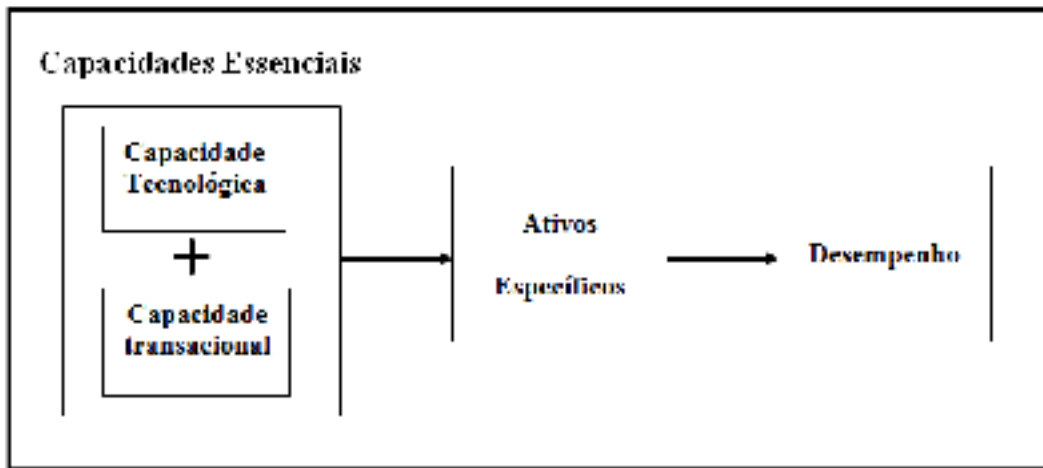 Capacidades Essenciais
Capacidade
Tecnológica
+
Capacidade
transacional
Ativos
Específicos
Desempenho